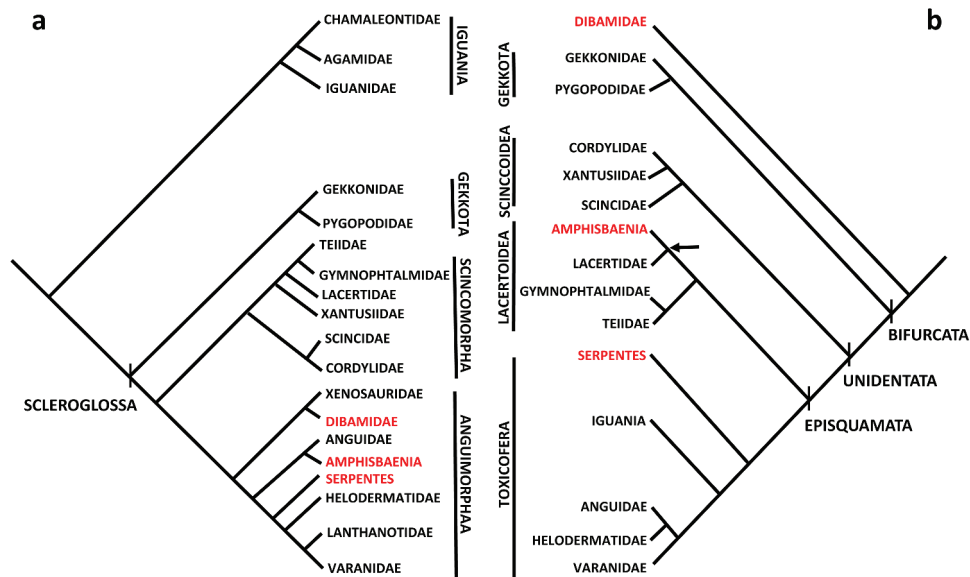 a
CHAMALEONTIDAE
AGAMIDAE
IGUANIDAE
IGUANIA
GEKKONIDAE
PYGOPODIDAE
GEKKOTA
TEIIDAE
GYMNOPHTALMIDAE
LACERTIDAE
XANTUSIIDAE
SCINCIDAE
CORDYLIDAE
SCINCOMORPHA
XENOSAURIDAE
DIBAMIDAE
ANGUIDAE
AMPHISBAENIA
SERPENTES
HELODERMATIDAE
LANTHANOTIDAE
VARANIDAE
ANGUIMORPHAA
SCLEROGLOSSA
b
DIBAMIDAE
GEKKONIDAE
PYGOPODIDAE
GEKKOTA
CORDYLIDAE
XANTUSIIDAE
SCINCIDAE
SCINCCOIDEA
AMPHISBAENIA
LACERTIDAE
GYMNOPHTALMIDAE
TEIIDAE
LACERTOIDEA
SERPENTES
IGUANIA
ANGUIDAE
HELODERMATIDAE
VARANIDAE
TOXICOFERA
BIFURCATA
UNIDENTATA
EPISQUAMATA